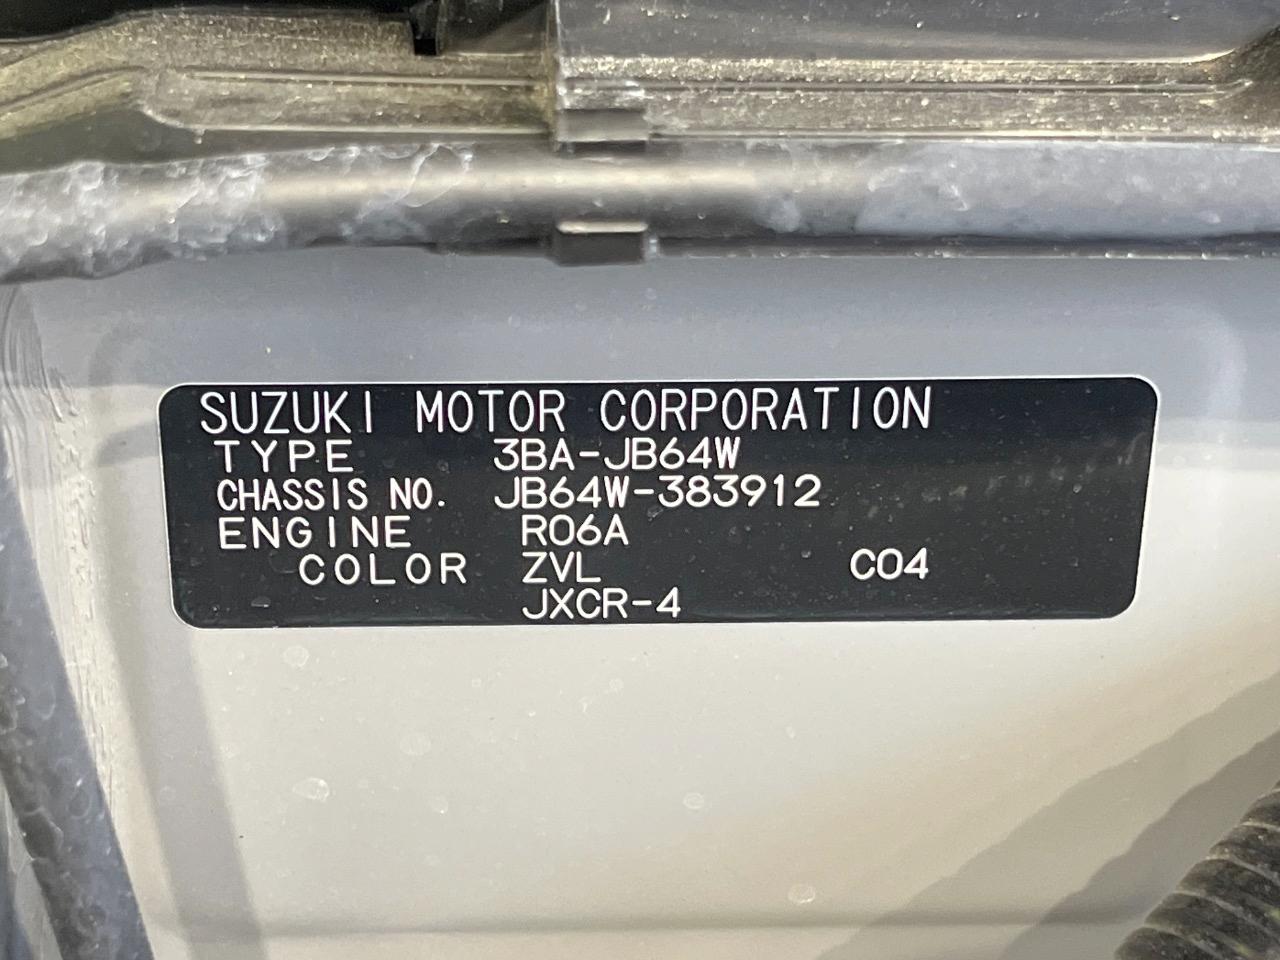 SUZUKI MOTOR CORPORATION
TYPE 3BA-JB64W
CHASSIS NO. JB64W-383912
ENGINE R06A
COLOR ZVL C04
JXCR-4